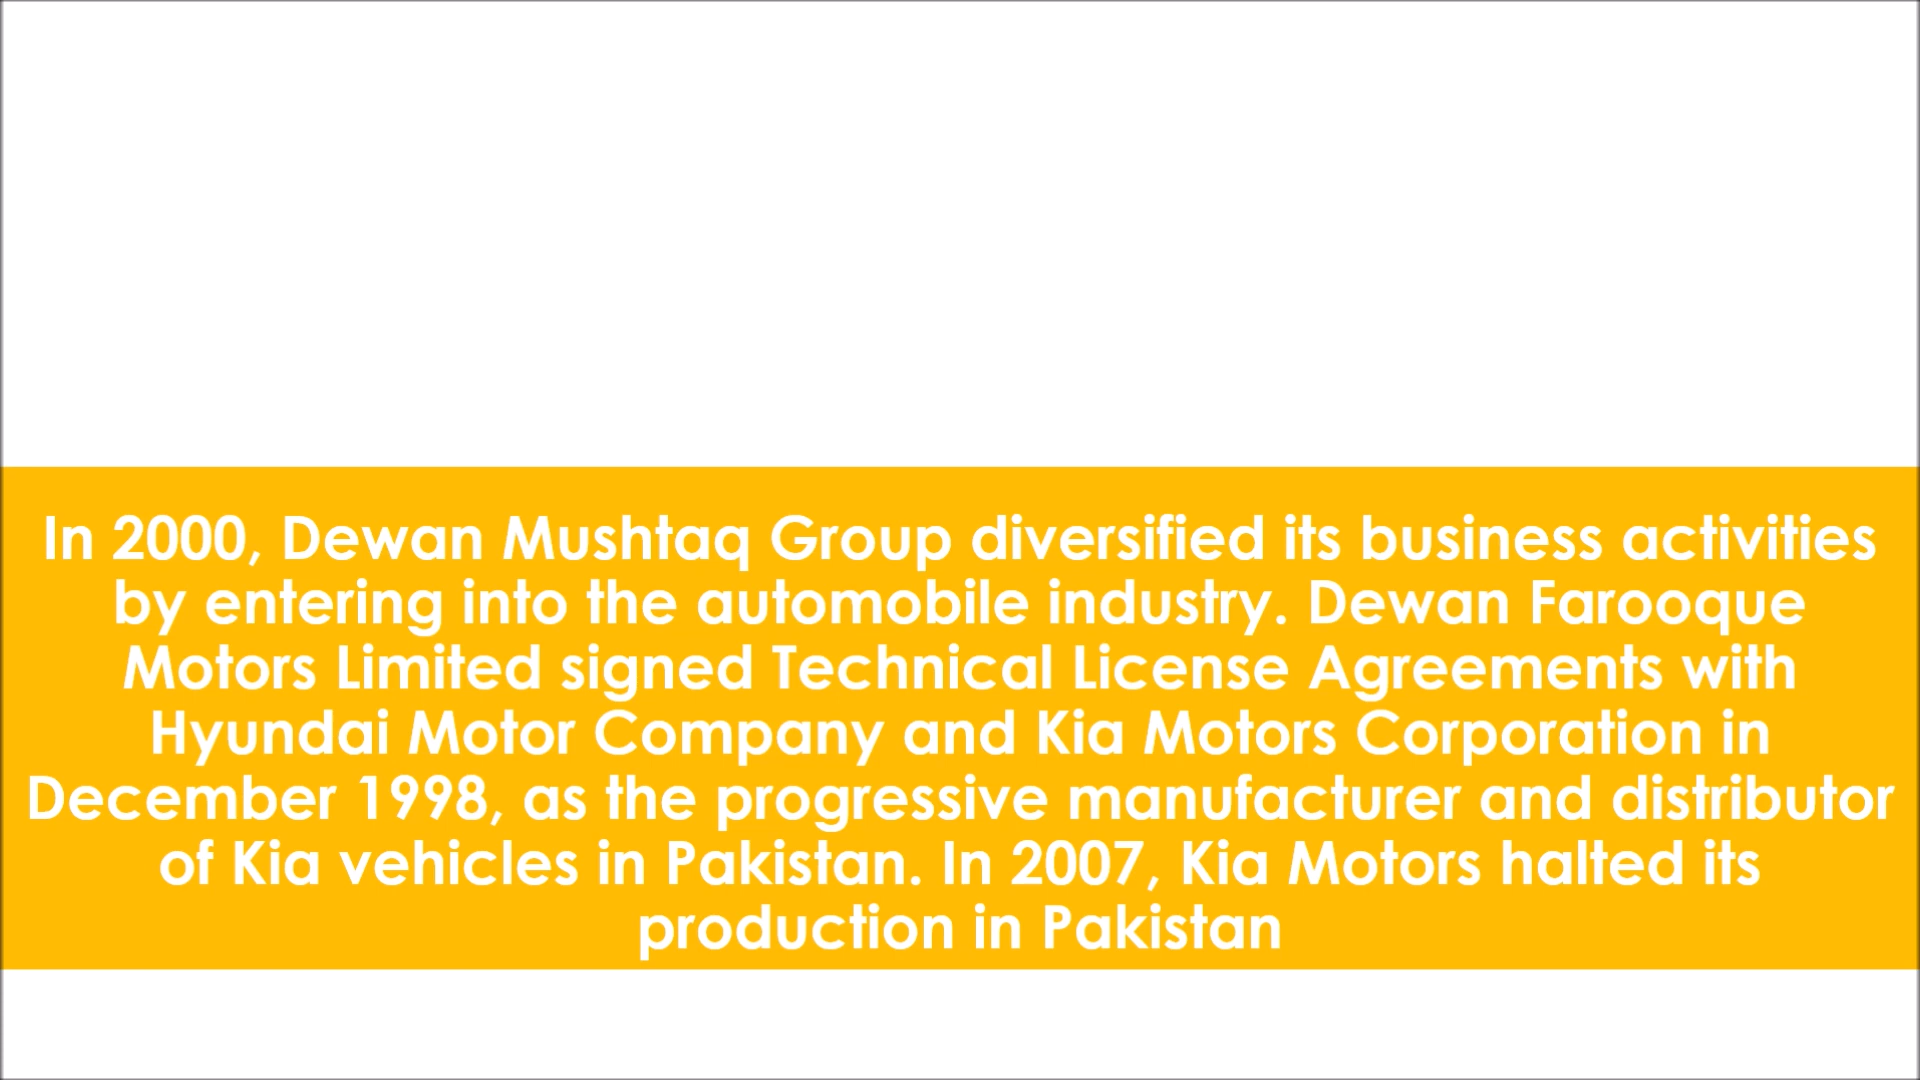 In 2000, Dewan Mushtaq Group diversified its business activities
by entering into the automobile industry. Dewan Farooque
Motors Limited signed Technical License Agreements with
Hyundai Motor Company and Kia Motors Corporation in
December 1998, as the progressive manufacturer and distributor
of Kia vehicles in Pakistan. In 2007, Kia Motors halted its
production in Pakistan